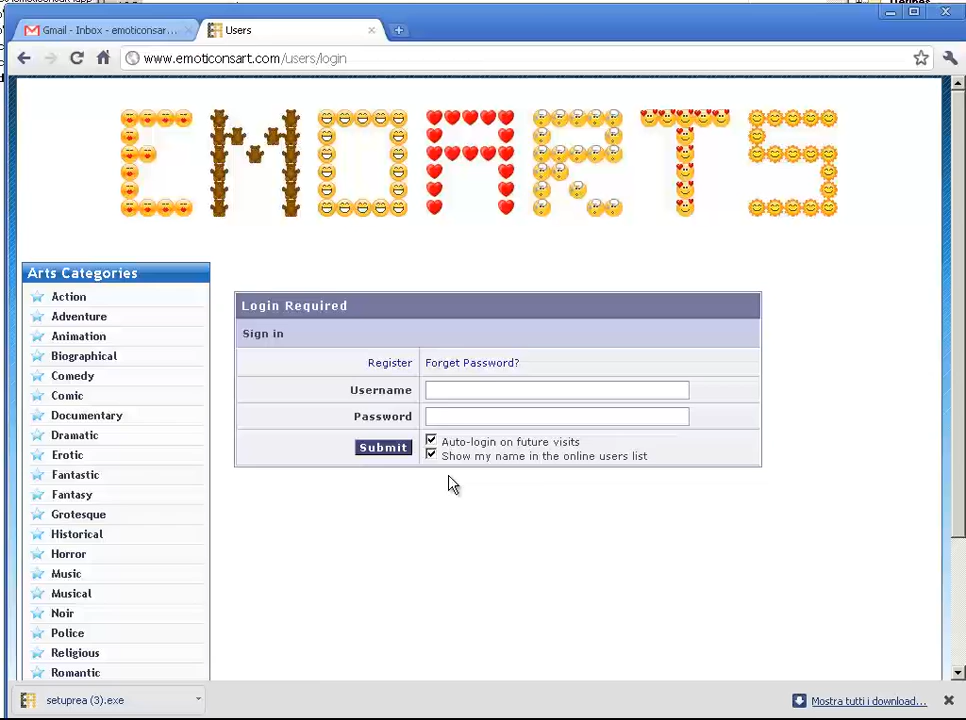 Gmail - Inbox - emoticonsar...
Users
www.emoticonsart.com/users/login
EMOARTS
Arts Categories
Action
Adventure
Animation
Biographical
Comedy
Comic
Documentary
Dramatic
Erotic
Fantastic
Fantasy
Grotesque
Historical
Horror
Music
Musical
Noir
Police
Religious
Romantic
Login Required
Sign in
Register Forget Password?
Username
Password
Submit
Auto-login on future visits
Show my name in the online users list
setuprea (3).exe
Mostra tutti i download...